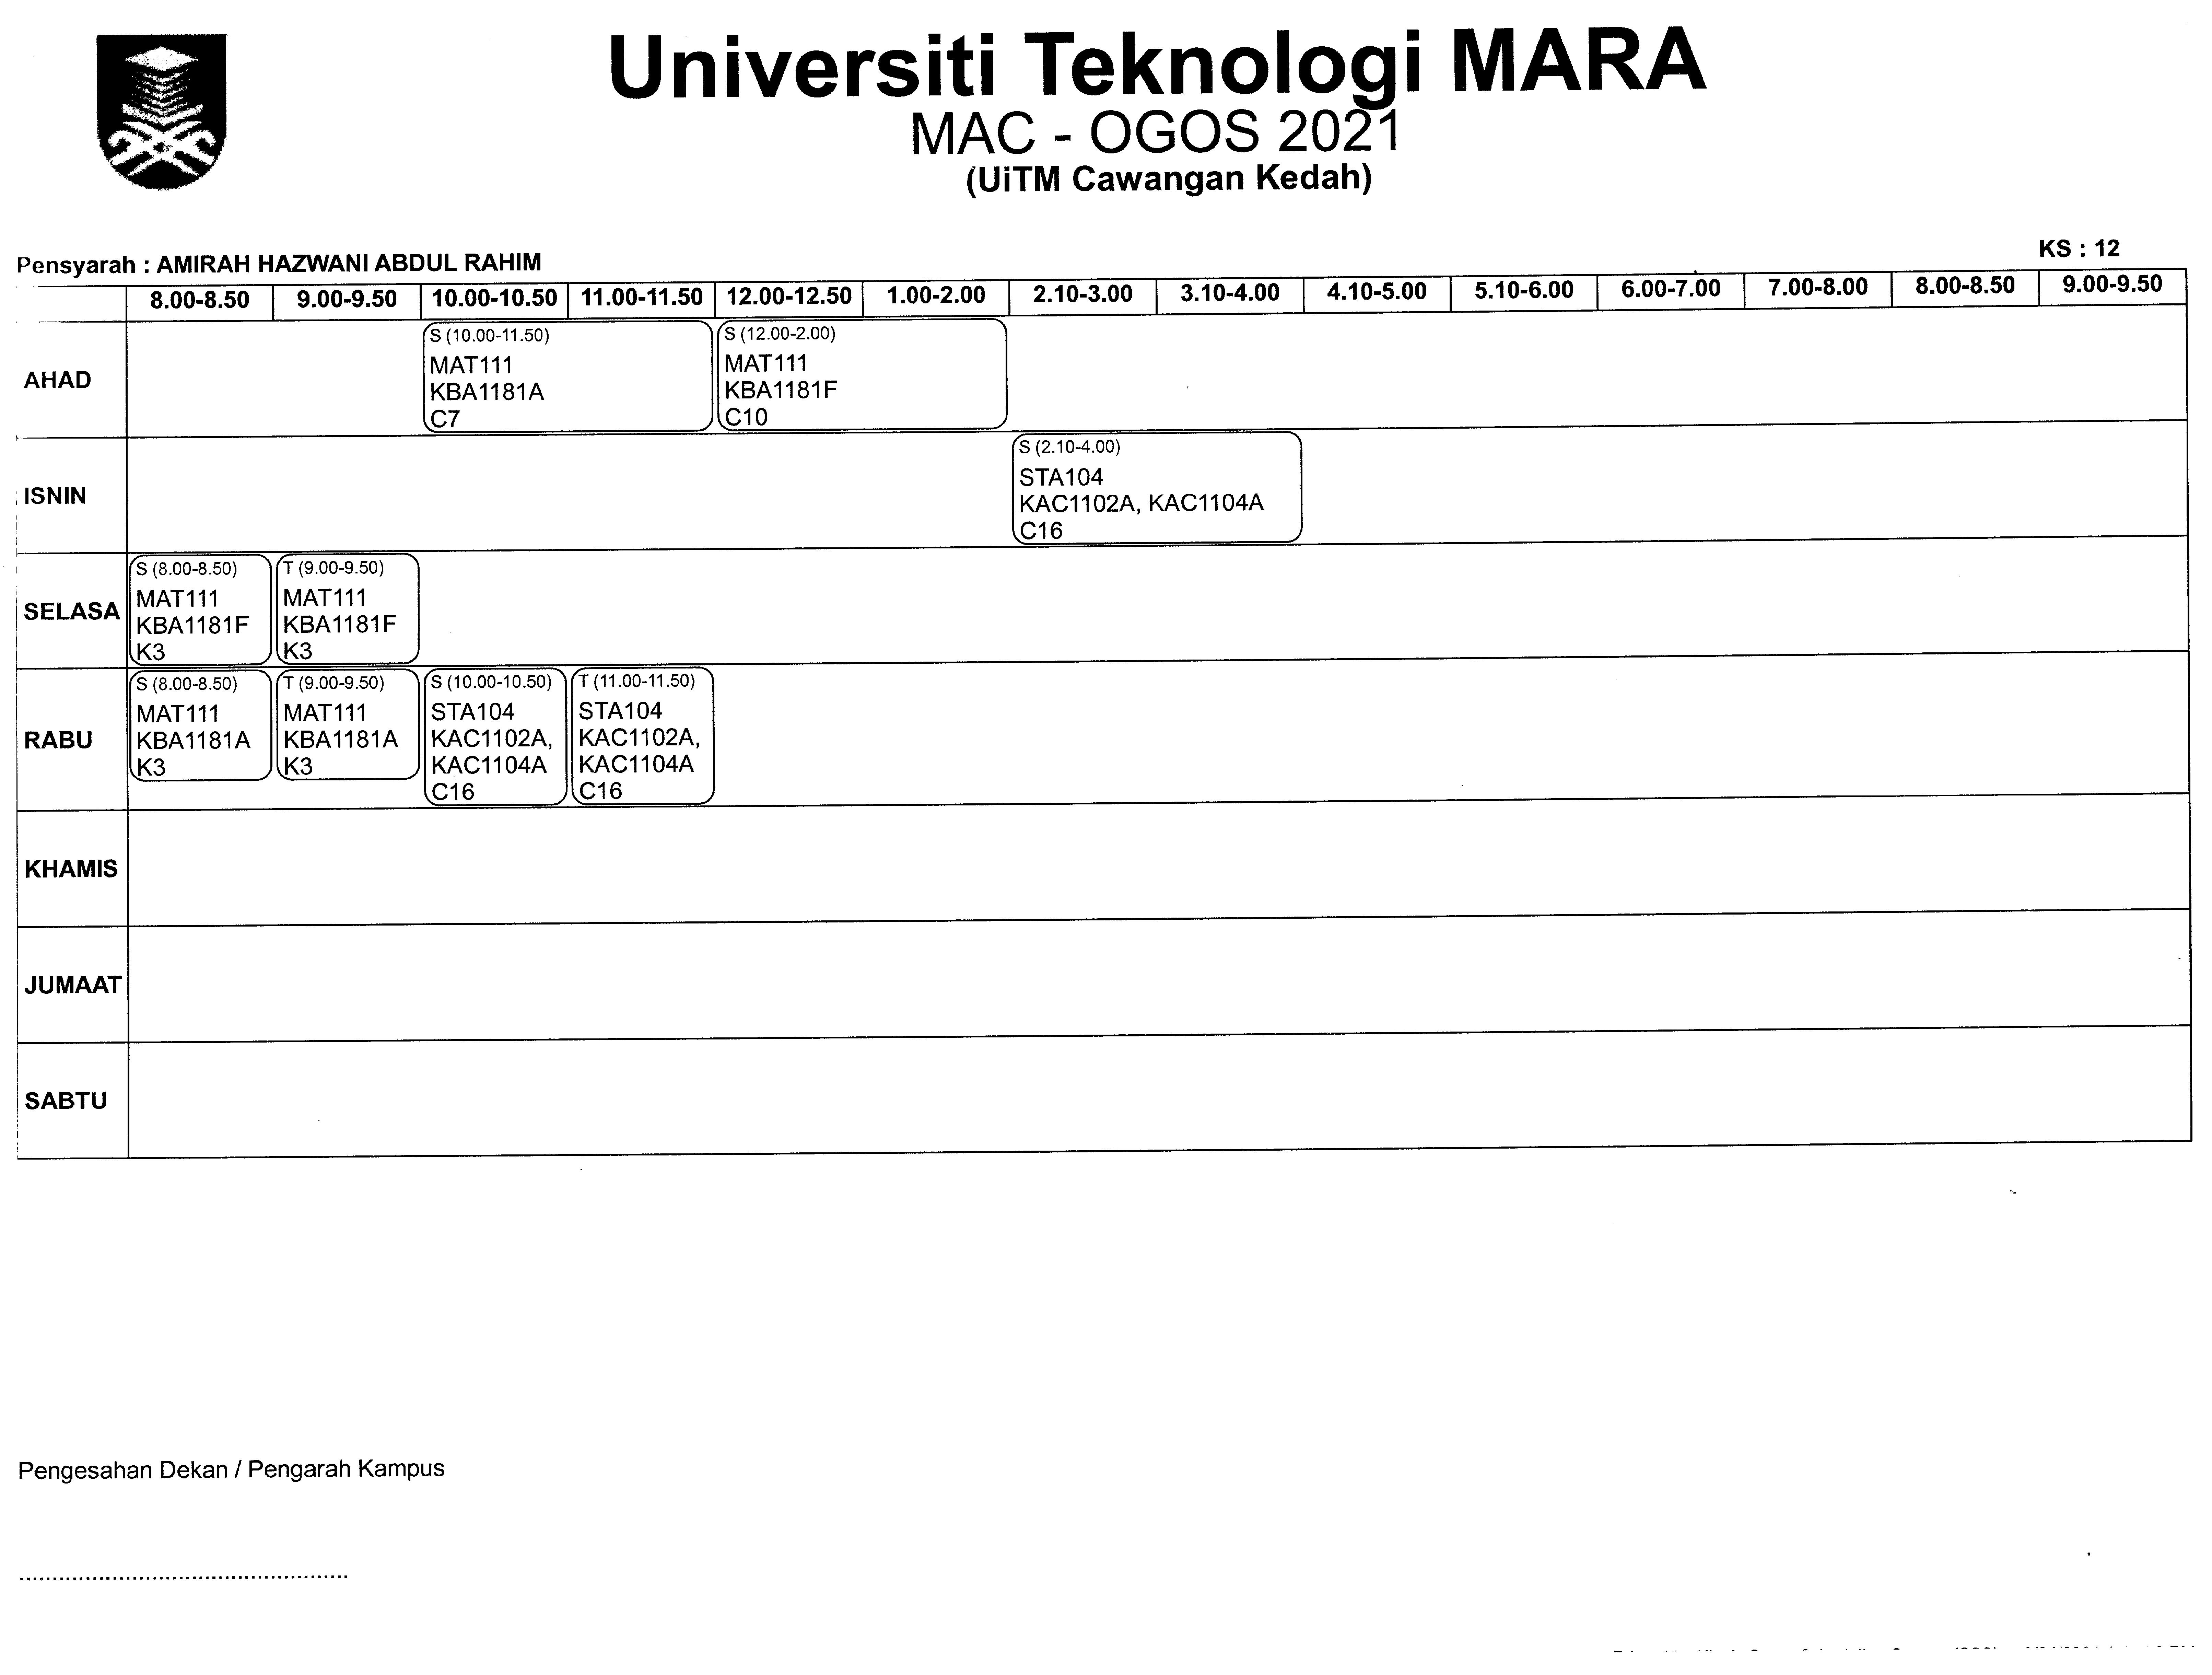 Universiti Teknologi MARA
MAC - OGOS 2021
(UiTM Cawangan Kedah)
Pensyarah : AMIRAH HAZWANI ABDUL RAHIM
KS : 12
8.00-8.50 9.00-9.50 10.00-10.50 11.00-11.50 12.00-12.50 1.00-2.00 2.10-3.00 3.10-4.00 4.10-5.00 5.10-6.00 6.00-7.00 7.00-8.00 8.00-8.50 9.00-9.50
AHAD
S (10.00-11.50)
MAT111
KBA1181A
C7
S (12.00-2.00)
MAT111
KBA1181F
C10
ISNIN
S (2.10-4.00)
STA104
KAC1102A, KAC1104A
C16
SELASA
S (8.00-8.50)
MAT111
KBA1181F
K3
T (9.00-9.50)
MAT111
KBA1181F
K3
RABU
S (8.00-8.50)
MAT111
KBA1181A
K3
T (9.00-9.50)
MAT111
KBA1181A
K3
S (10.00-10.50)
STA104
KAC1102A,
KAC1104A
C16
T (11.00-11.50)
STA104
KAC1102A,
KAC1104A
C16
KHAMIS
JUMAAT
SABTU
Pengesahan Dekan / Pengarah Kampus
..................................................